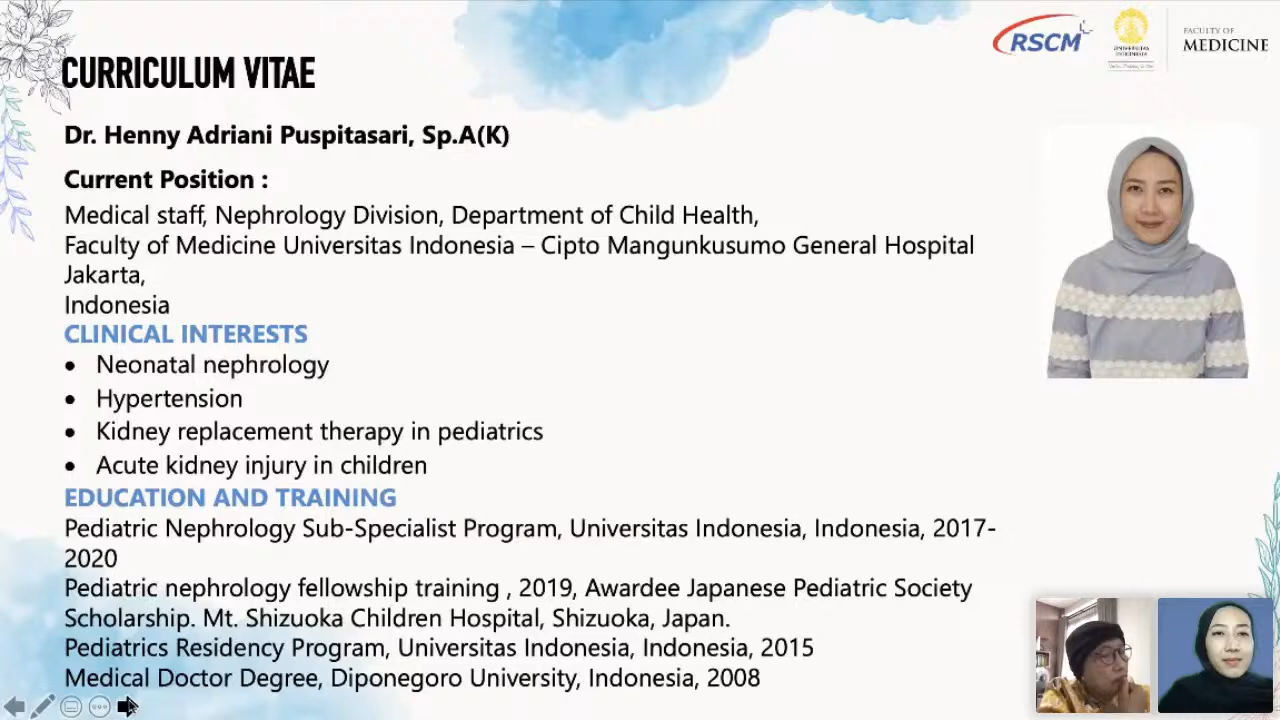 RSCM
UNIVERSITAS
INDONESIA
FACULTY OF
MEDICINE
CURRICULUM VITAE
Dr. Henny Adriani Puspitasari, Sp.A(K)
Current Position :
Medical staff, Nephrology Division, Department of Child Health,
Faculty of Medicine Universitas Indonesia – Cipto Mangunkusumo General Hospital
Jakarta,
Indonesia
CLINICAL INTERESTS
• Neonatal nephrology
• Hypertension
• Kidney replacement therapy in pediatrics
• Acute kidney injury in children
EDUCATION AND TRAINING
Pediatric Nephrology Sub-Specialist Program, Universitas Indonesia, Indonesia, 2017-
2020
Pediatric nephrology fellowship training , 2019, Awardee Japanese Pediatric Society
Scholarship. Mt. Shizuoka Children Hospital, Shizuoka, Japan.
Pediatrics Residency Program, Universitas Indonesia, Indonesia, 2015
Medical Doctor Degree, Diponegoro University, Indonesia, 2008